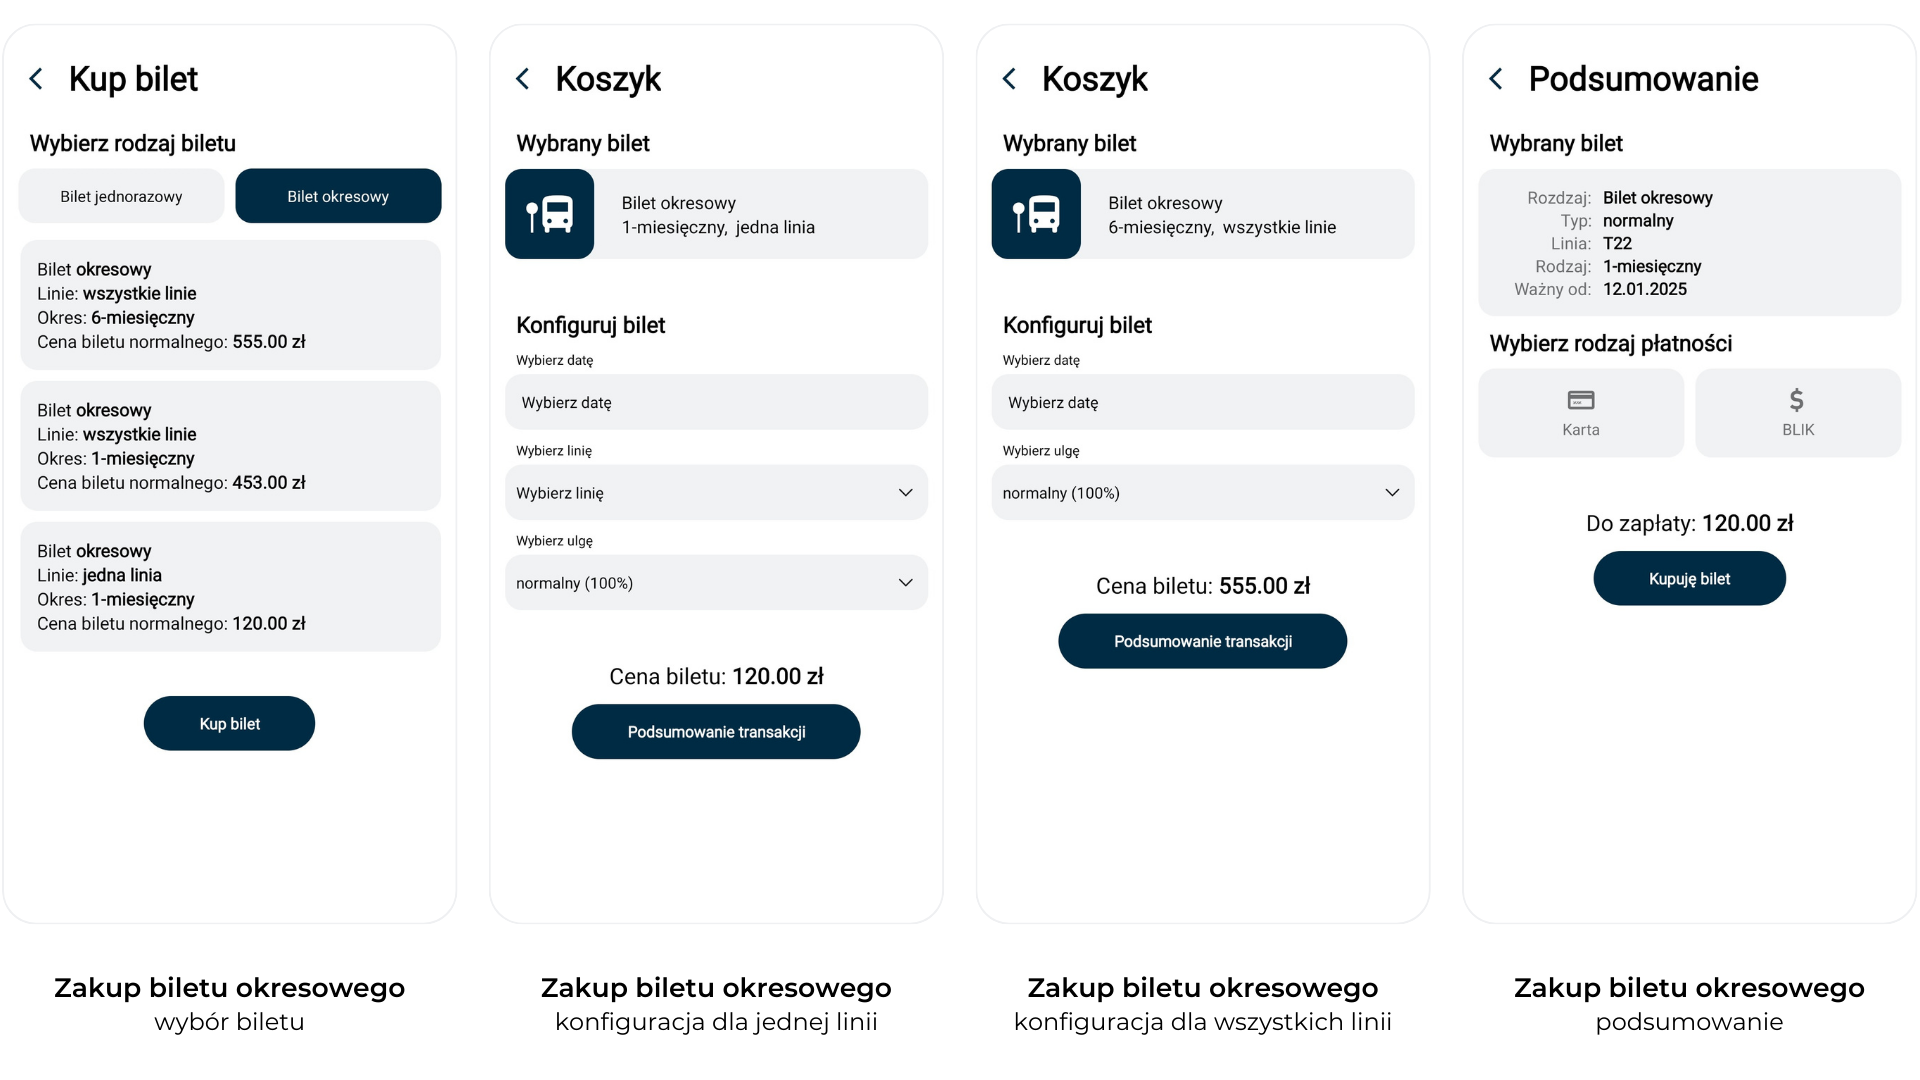 Kup bilet
Wybierz rodzaj biletu
Bilet jednorazowy
Bilet okresowy
Bilet okresowy
Linie: wszystkie linie
Okres: 6-miesięczny
Cena biletu normalnego: 555.00 zł
Bilet okresowy
Linie: wszystkie linie
Okres: 1-miesięczny
Cena biletu normalnego: 453.00 zł
Bilet okresowy
Linie: jedna linia
Okres: 1-miesięczny
Cena biletu normalnego: 120.00 zł
Kup bilet
Zakup biletu okresowego
wybór biletu
Koszyk
Wybrany bilet
Bilet okresowy
1-miesięczny, jedna linia
Konfiguruj bilet
Wybierz datę
Wybierz datę
Wybierz linię
Wybierz linię
Wybierz ulgę
normalny (100%)
Cena biletu: 120.00 zł
Podsumowanie transakcji
Zakup biletu okresowego
konfiguracja dla jednej linii
Koszyk
Wybrany bilet
Bilet okresowy
6-miesięczny, wszystkie linie
Konfiguruj bilet
Wybierz datę
Wybierz datę
Wybierz ulgę
normalny (100%)
Cena biletu: 555.00 zł
Podsumowanie transakcji
Zakup biletu okresowego
konfiguracja dla wszystkich linii
Podsumowanie
Wybrany bilet
Rozdzaj: Bilet okresowy
Typ: normalny
Linia: T22
Rodzaj: 1-miesięczny
Ważny od: 12.01.2025
Wybierz rodzaj płatności
Karta
$
BLIK
Do zapłaty: 120.00 zł
Kupuję bilet
Zakup biletu okresowego
podsumowanie